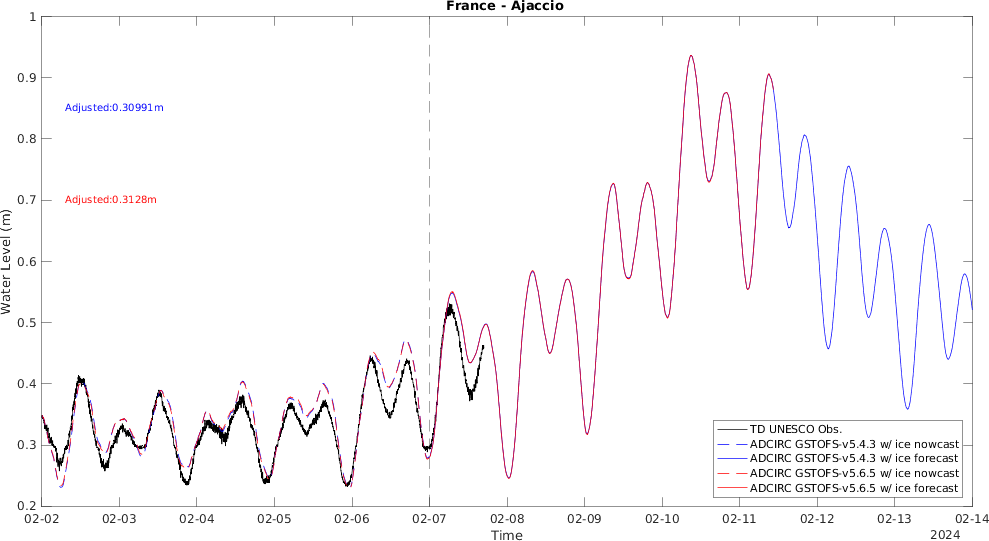 France - Ajaccio
1
0.9
0.8
0.7
0.6
0.5
0.4
0.3
0.2
Water Level (m)
Adjusted:0.30991m
Adjusted:0.3128m
TD UNESCO Obs.
ADCIRC GSTOFS-v5.4.3 w/ ice nowcast
ADCIRC GSTOFS-v5.4.3 w/ ice forecast
ADCIRC GSTOFS-v5.6.5 w/ ice nowcast
ADCIRC GSTOFS-v5.6.5 w/ ice forecast
02-02 02-03 02-04 02-05 02-06 02-07 02-08 02-09 02-10 02-11 02-12 02-13 02-14
Time
2024